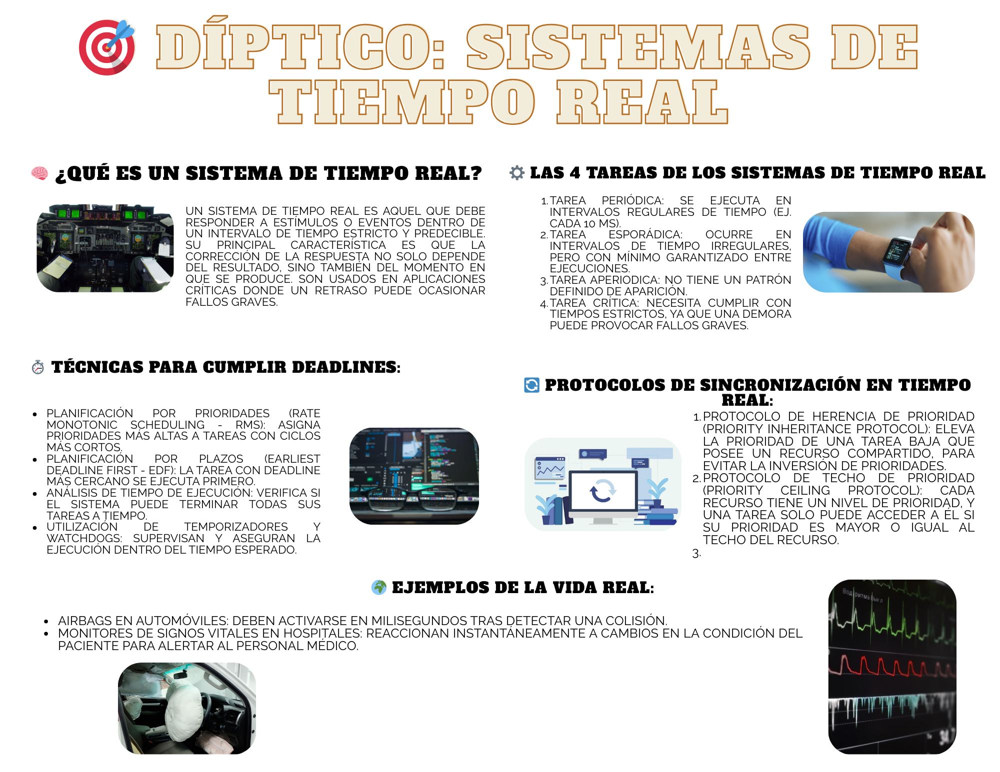 🎯 DÍPTICO: SISTEMAS DE
TIEMPO REAL
🧠 ¿QUÉ ES UN SISTEMA DE TIEMPO REAL?
UN SISTEMA DE TIEMPO REAL ES AQUEL QUE DEBE
RESPONDER A ESTÍMULOS O EVENTOS DENTRO DE
UN INTERVALO DE TIEMPO ESTRICTO Y PREDECIBLE.
SU PRINCIPAL CARACTERÍSTICA ES QUE LA
CORRECCIÓN DE LA RESPUESTA NO SOLO DEPENDE
DEL RESULTADO, SINO TAMBIÉN DEL MOMENTO EN
QUE SE PRODUCE. SON USADOS EN APLICACIONES
CRÍTICAS DONDE UN RETRASO PUEDE OCASIONAR
FALLOS GRAVES.
⚙️ LAS 4 TAREAS DE LOS SISTEMAS DE TIEMPO REAL
1. TAREA PERIÓDICA: SE EJECUTA EN
INTERVALOS REGULARES DE TIEMPO (EJ.
CADA 10 MS).
2. TAREA ESPORÁDICA: OCURRE EN
INTERVALOS DE TIEMPO IRREGULARES,
PERO CON MÍNIMO GARANTIZADO ENTRE
EJECUCIONES.
3. TAREA APERIODICA: NO TIENE UN PATRÓN
DEFINIDO DE APARICIÓN.
4. TAREA CRÍTICA: NECESITA CUMPLIR CON
TIEMPOS ESTRICTOS, YA QUE UNA DEMORA
PUEDE PROVOCAR FALLOS GRAVES.
⏱️ TÉCNICAS PARA CUMPLIR DEADLINES:
• PLANIFICACIÓN POR PRIORIDADES (RATE
MONOTONIC SCHEDULING - RMS): ASIGNA
PRIORIDADES MÁS ALTAS A TAREAS CON CICLOS
MÁS CORTOS.
• PLANIFICACIÓN POR PLAZOS (EARLIEST
DEADLINE FIRST - EDF): LA TAREA CON DEADLINE
MÁS CERCANO SE EJECUTA PRIMERO.
• ANÁLISIS DE TIEMPO DE EJECUCIÓN: VERIFICA SI
EL SISTEMA PUEDE TERMINAR TODAS SUS
TAREAS A TIEMPO.
• UTILIZACIÓN DE TEMPORIZADORES Y
WATCHDOGS: SUPERVISAN Y ASEGURAN LA
EJECUCIÓN DENTRO DEL TIEMPO ESPERADO.
🔄 PROTOCOLOS DE SINCRONIZACIÓN EN TIEMPO
REAL:
1. PROTOCOLO DE HERENCIA DE PRIORIDAD
(PRIORITY INHERITANCE PROTOCOL): ELEVA
LA PRIORIDAD DE UNA TAREA BAJA QUE
POSEE UN RECURSO COMPARTIDO, PARA
EVITAR LA INVERSIÓN DE PRIORIDADES.
2. PROTOCOLO DE TECHO DE PRIORIDAD
(PRIORITY CEILING PROTOCOL): CADA
RECURSO TIENE UN NIVEL DE PRIORIDAD, Y
UNA TAREA SOLO PUEDE ACCEDER A ÉL SI
SU PRIORIDAD ES MAYOR O IGUAL AL
TECHO DEL RECURSO.
3.
🌍 EJEMPLOS DE LA VIDA REAL:
• AIRBAGS EN AUTOMÓVILES: DEBEN ACTIVARSE EN MILISEGUNDOS TRAS DETECTAR UNA COLISIÓN.
• MONITORES DE SIGNOS VITALES EN HOSPITALES: REACCIONAN INSTANTÁNEAMENTE A CAMBIOS EN LA CONDICIÓN DEL
PACIENTE PARA ALERTAR AL PERSONAL MÉDICO.